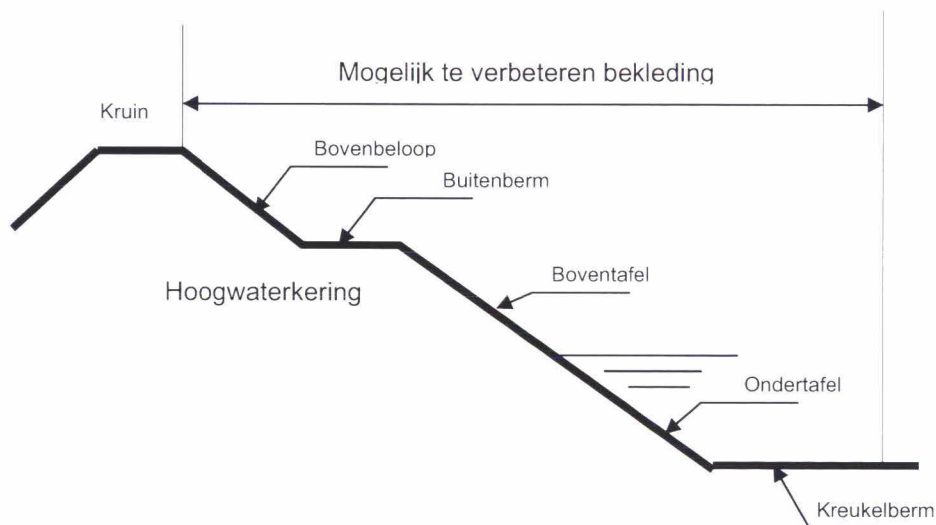 Mogelijk te verbeteren bekleding
Kruin
Bovenbeloop
Buitenberm
Boventafel
Hoogwaterkering
Ondertafel
Kreukelberm